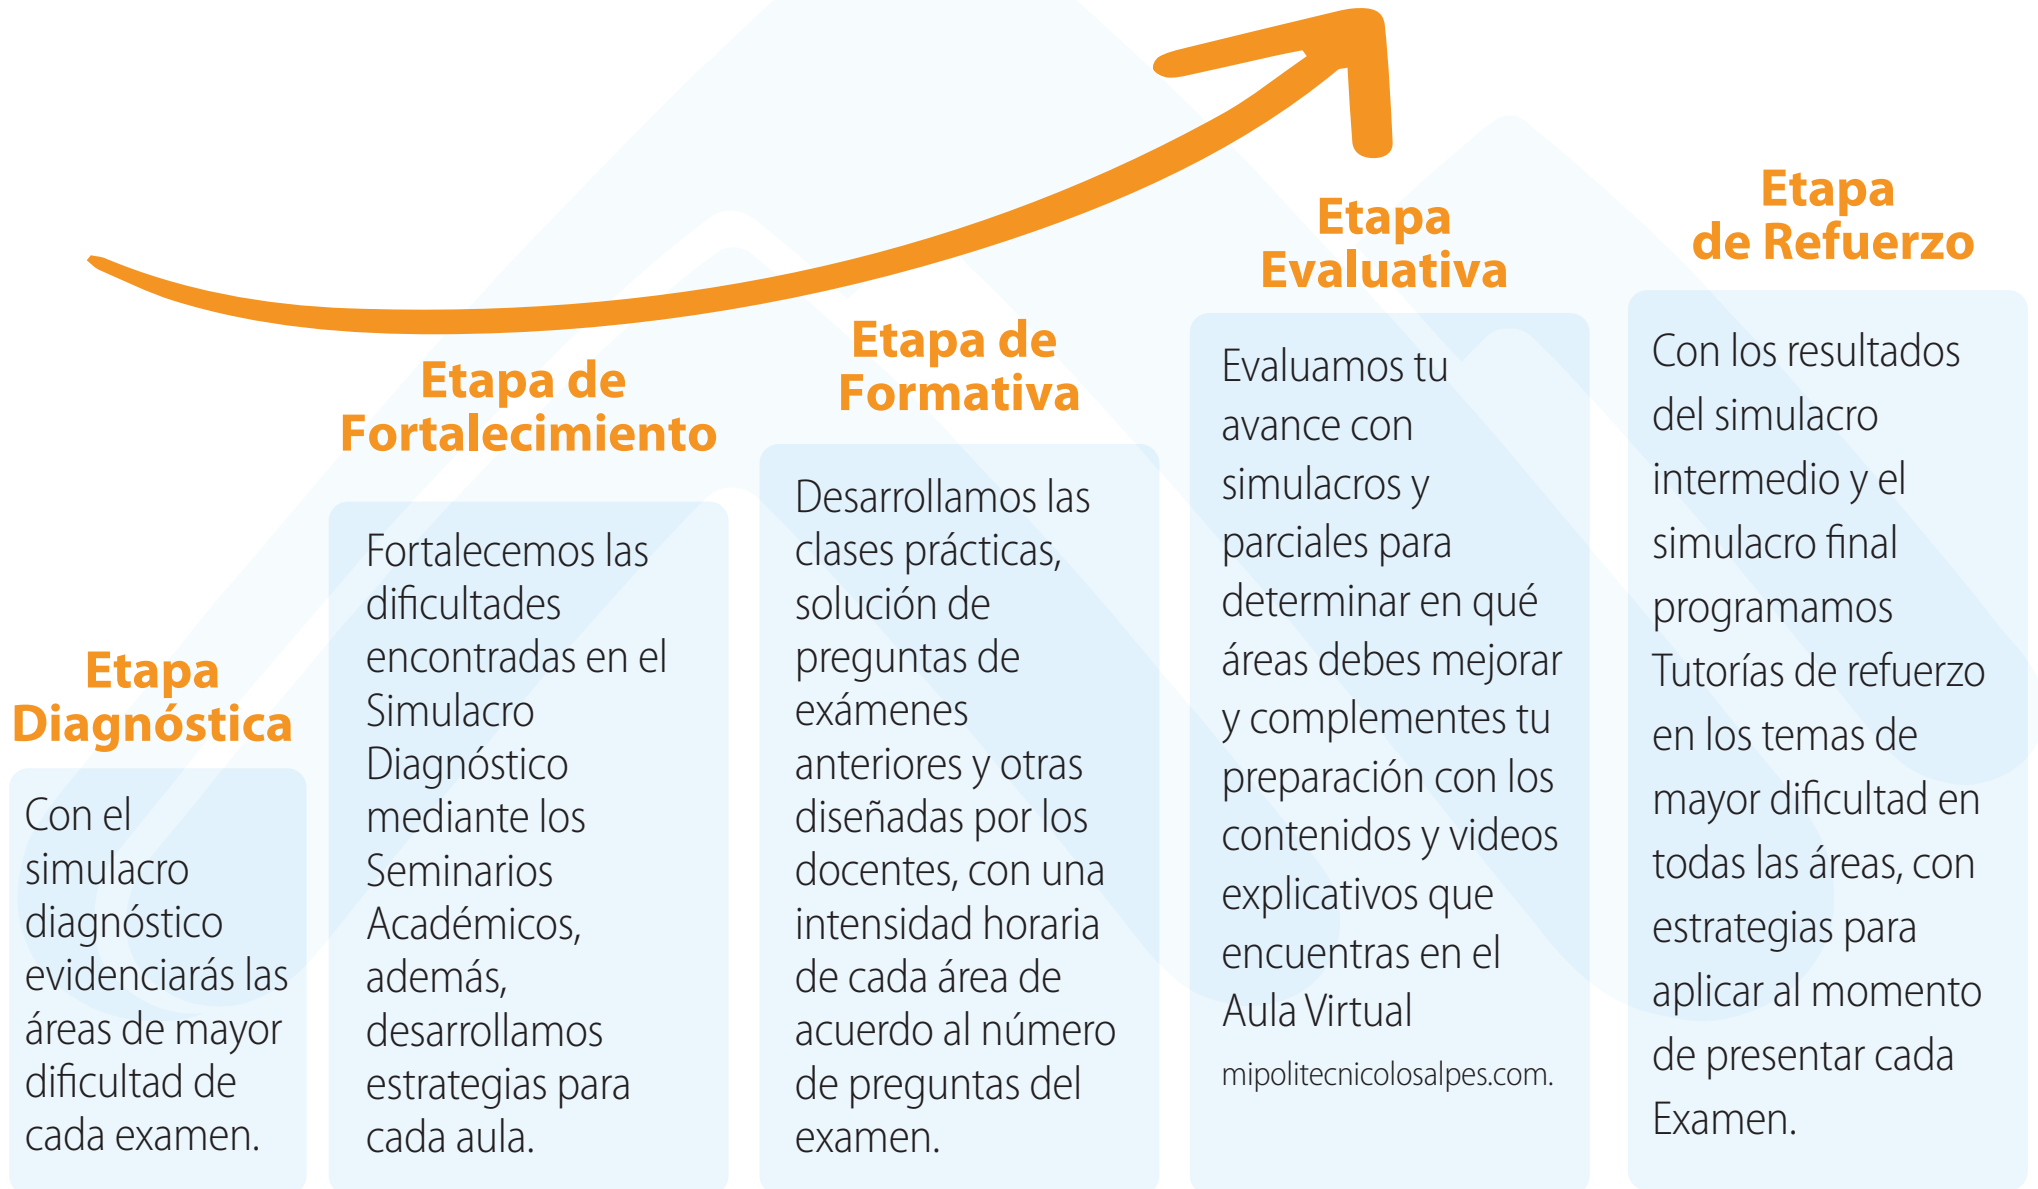 Etapa
Diagnóstica
Con el
simulacro
diagnóstico
evidenciarás las
áreas de mayor
dificultad de
cada examen.
Etapa de
Fortalecimiento
Fortalecemos las
dificultades
encontradas en el
Simulacro
Diagnóstico
mediante los
Seminarios
Académicos,
además,
desarrollamos
estrategias para
cada aula.
Etapa de
Formativa
Desarrollamos las
clases prácticas,
solución de
preguntas de
exámenes
anteriores y otras
diseñadas por los
docentes, con una
intensidad horaria
de cada área de
acuerdo al número
de preguntas del
examen.
Etapa
Evaluativa
Evaluamos tu
avance con
simulacros y
parciales para
determinar en qué
áreas debes mejorar
y complementes tu
preparación con los
contenidos y videos
explicativos que
encuentras en el
Aula Virtual
mipolitecnicolosalpes.com.
Etapa
de Refuerzo
Con los resultados
del simulacro
intermedio y el
simulacro final
programamos
Tutorías de refuerzo
en los temas de
mayor dificultad en
todas las áreas, con
estrategias para
aplicar al momento
de presentar cada
Examen.